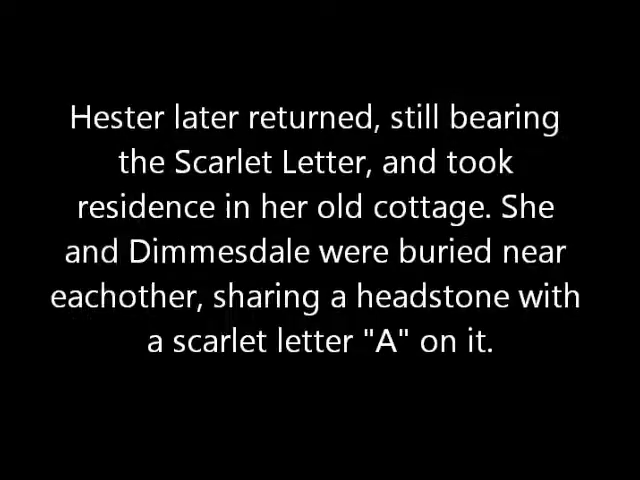 Hester later returned, still bearing
the Scarlet Letter, and took
residence in her old cottage. She
and Dimmesdale were buried near
eachother, sharing a headstone with
a scarlet letter "A" on it.